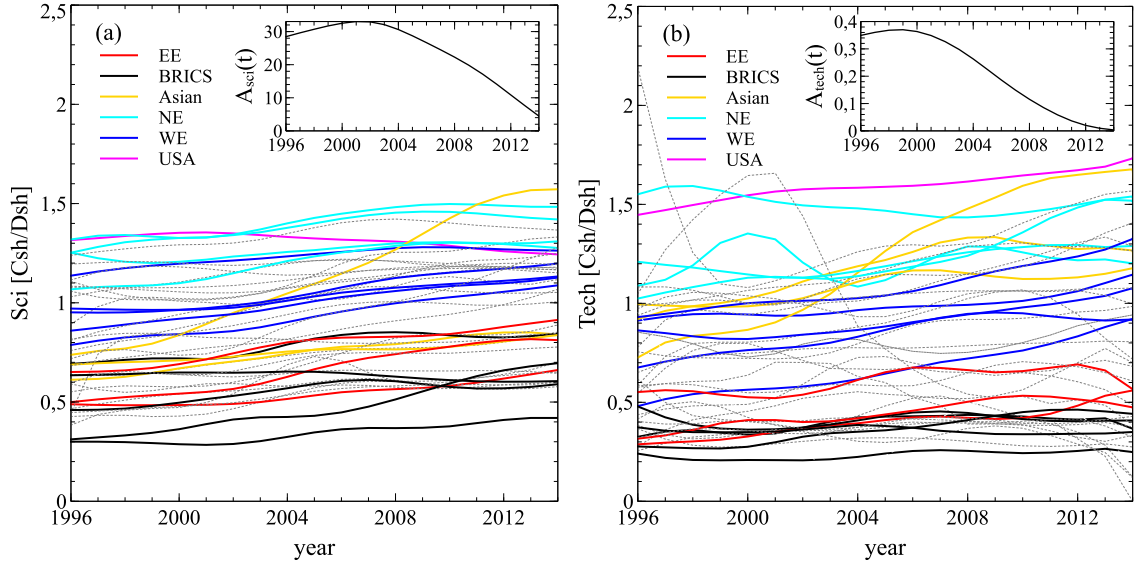 2,5
2
1,5
1
0,5
0
Sci [Csh/Dsh]
(a)
EE
BRICS
Asian
NE
WE
USA
A_sci(t)
30
20
10
0
1996 2000 2004 2008 2012
1996 2000 2004 2008 2012
year
2,5
2
1,5
1
0,5
0
Tech [Csh/Dsh]
(b)
EE
BRICS
Asian
NE
WE
USA
A_tech(t)
0,4
0,3
0,2
0,1
0
1996 2000 2004 2008 2012
1996 2000 2004 2008 2012
year